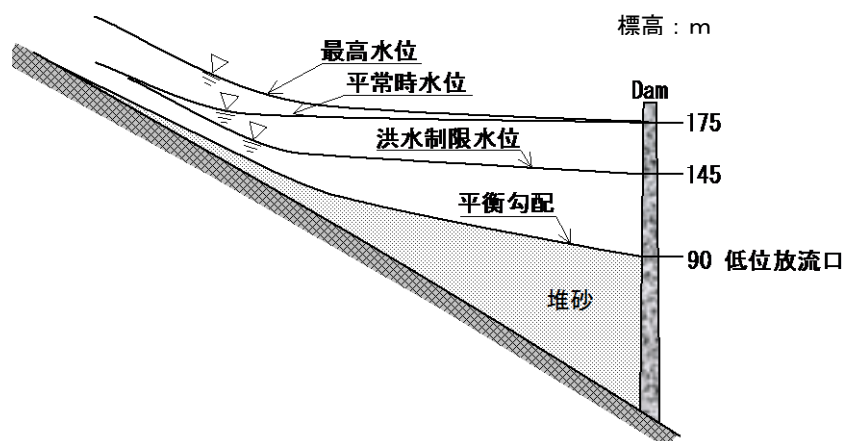 標高：ｍ
最高水位
平常時水位
Dam
175
洪水制限水位
145
平衡勾配
90 低位放流口
堆砂